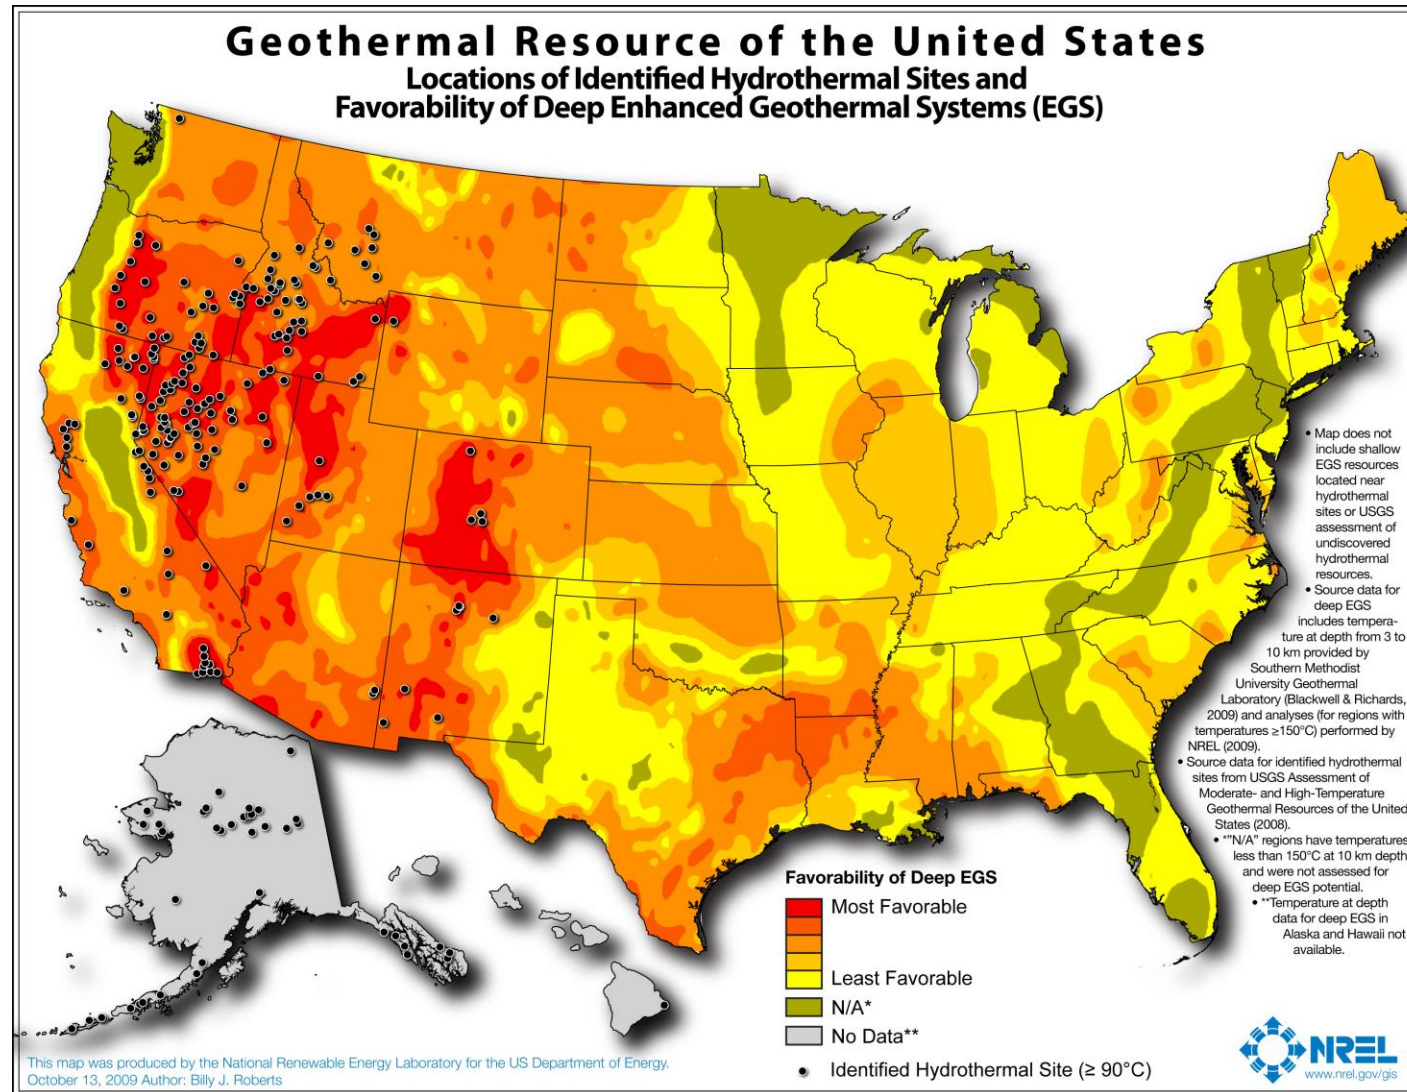 Geothermal Resource of the United States
Locations of Identified Hydrothermal Sites and
Favorability of Deep Enhanced Geothermal Systems (EGS)
• Map does not
include shallow
EGS resources
located near
hydrothermal
sites or USGS
assessment of
undiscovered
hydrothermal
resources.
• Source data for
deep EGS
includes tempera-
ture at depth from 3 to
10 km provided by
Southern Methodist
University Geothermal
Laboratory (Blackwell & Richards,
2009) and analyses (for regions with
temperatures ≥150°C) performed by
NREL (2009).
• Source data for identified hydrothermal
sites from USGS Assessment of
Moderate- and High-Temperature
Geothermal Resources of the United
States (2008).
• *"N/A" regions have temperatures
less than 150°C at 10 km depth
and were not assessed for
deep EGS potential.
• **Temperature at depth
data for deep EGS in
Alaska and Hawaii not
available.
Favorability of Deep EGS
Most Favorable
Least Favorable
N/A*
No Data**
Identified Hydrothermal Site (≥ 90°C)
This map was produced by the National Renewable Energy Laboratory for the US Department of Energy.
October 13, 2009 Author: Billy J. Roberts
NREL
www.nrel.gov/gis